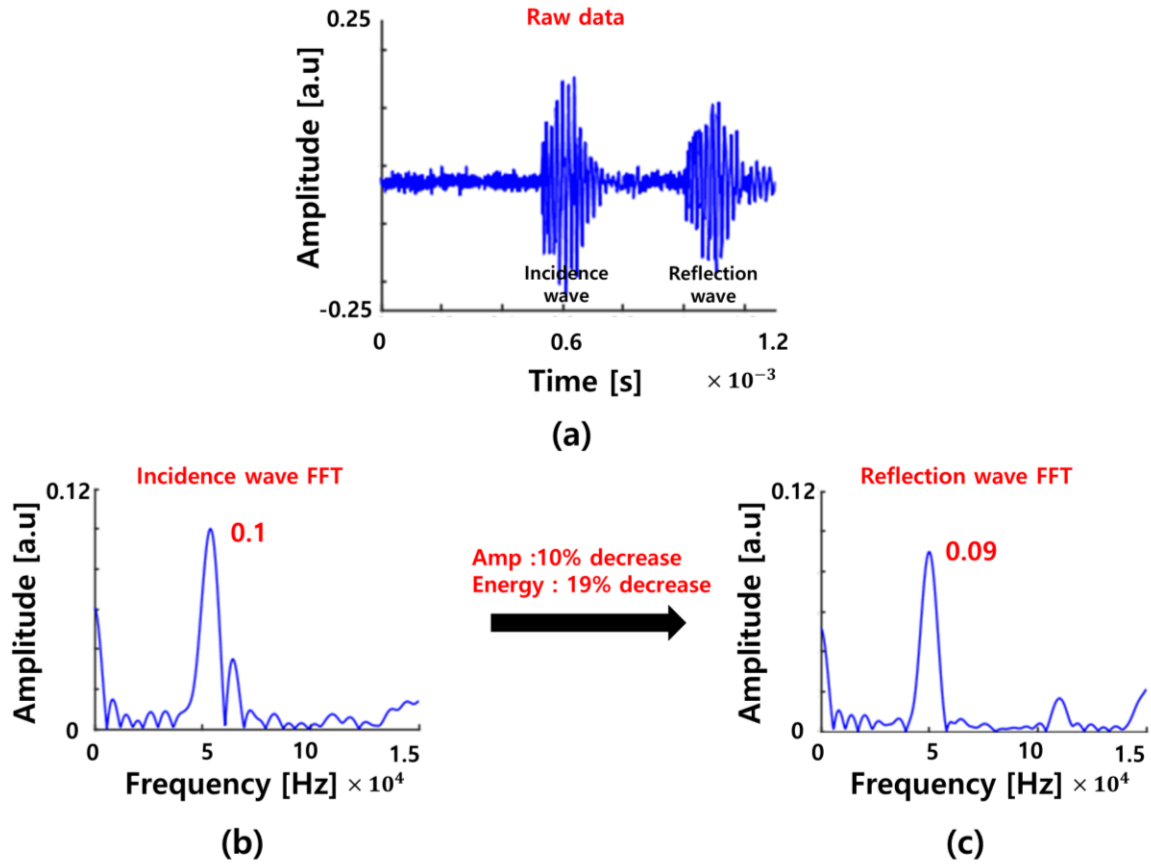 Raw data
0.25
Amplitude [a.u]
-0.25
Incidence
wave
Reflection
wave
0
0.6
1.2
Time [s]
× 10⁻³
(a)
Incidence wave FFT
0.12
0.1
Amplitude [a.u]
0
0
5
10
1.5
Frequency [Hz] × 10⁴
(b)
Amp :10% decrease
Energy : 19% decrease
Reflection wave FFT
0.12
0.09
Amplitude [a.u]
0
0
5
10
1.5
Frequency [Hz] × 10⁴
(c)